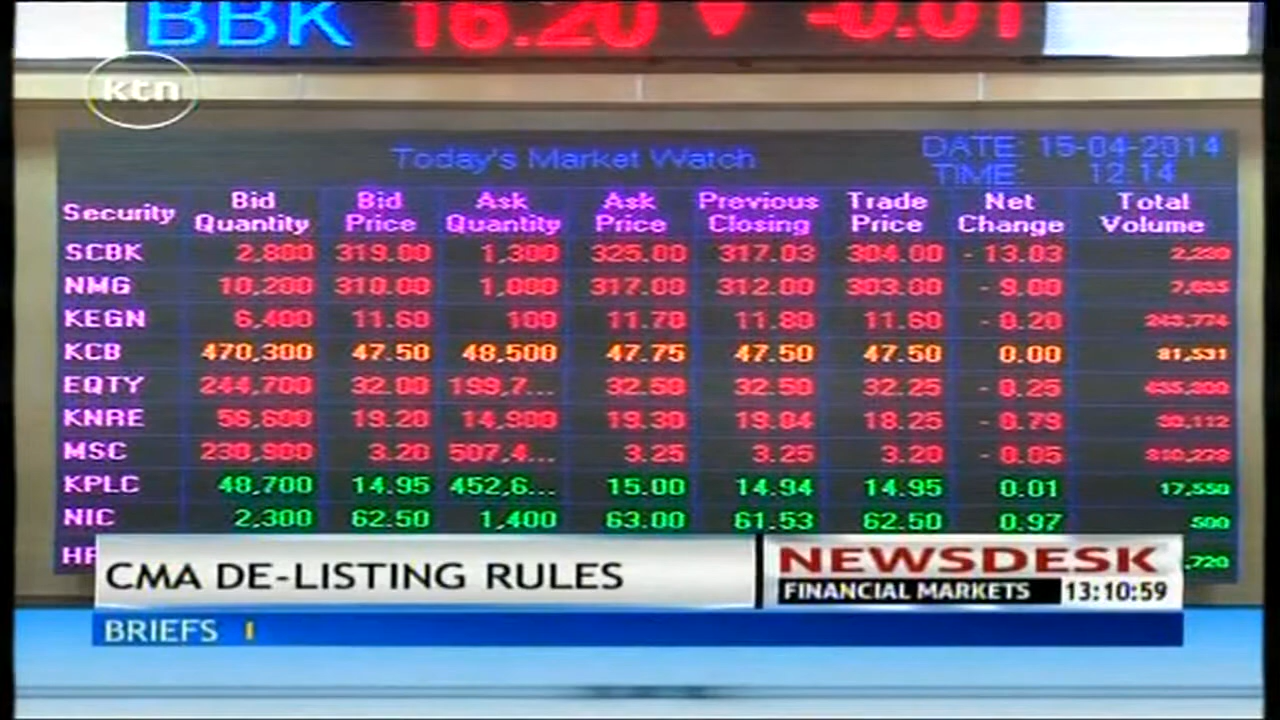 BBK 16.20 ▼ -0.01
ktn
Today's Market Watch
DATE: 15-04-2014
TIME: 12:14
Security Bid Quantity Bid Price Ask Quantity Ask Price Previous Closing Trade Price Net Change Total Volume
SCBK 2,800 319.00 1,300 325.00 317.03 304.00 - 13.03
NMG 10,200 310.00 1,000 317.00 312.00 303.00 - 9.00
KEGN 6,400 11.60 100 11.70 11.80 11.60 - 0.20
KCB 470,300 47.50 48,500 47.75 47.50 47.50 0.00 81,531
EQTY 244,700 32.00 199,7... 32.50 32.50 32.25 - 0.25
KNRE 56,600 19.20 14,900 19.30 19.04 18.25 - 0.79
MSC 3.20 507,4... 3.25 3.25 3.20 - 0.05
KPLC 48,700 14.95 452,6... 15.00 14.94 14.95 0.01 17,550
NIC 2,300 62.50 1,400 63.00 61.53 62.50 0.97 500
,720
CMA DE-LISTING RULES
NEWSDESK
FINANCIAL MARKETS 13:10:59
BRIEFS